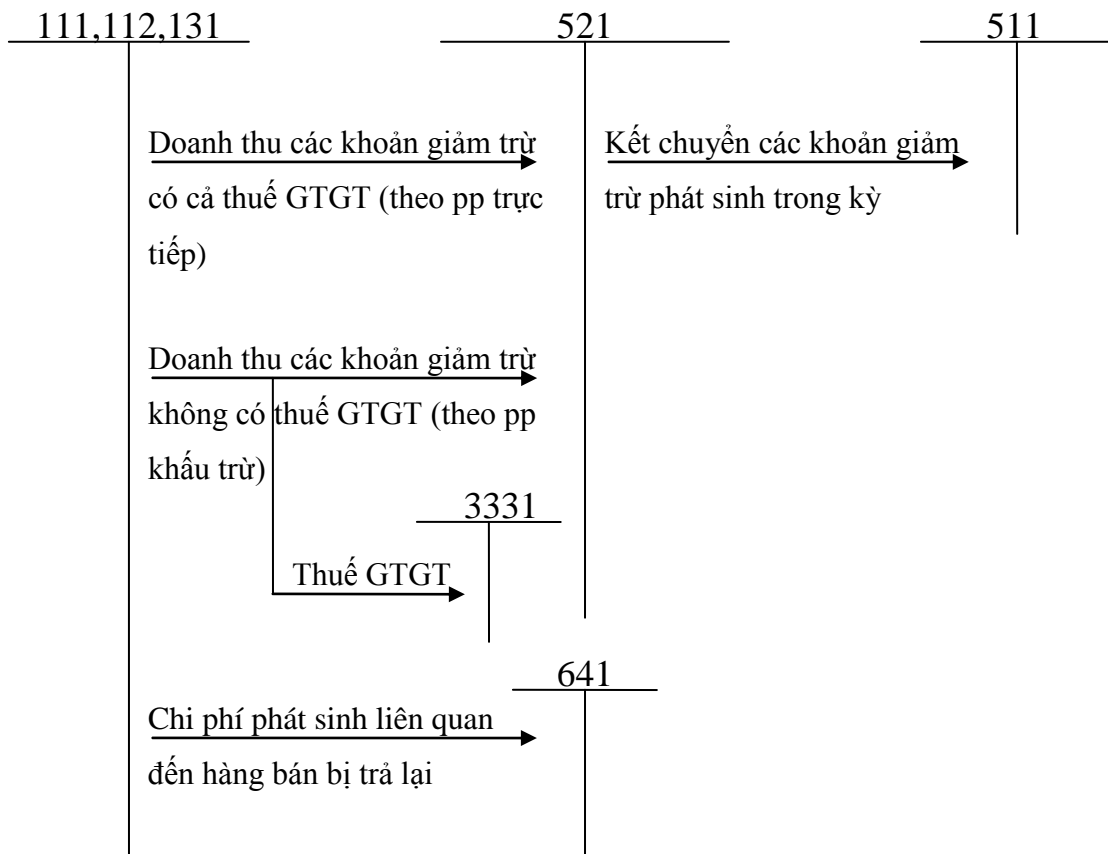 111,112,131
521
511
Doanh thu các khoản giảm trừ
có cả thuế GTGT (theo pp trực
tiếp)
Kết chuyển các khoản giảm
trừ phát sinh trong kỳ
Doanh thu các khoản giảm trừ
không có thuế GTGT (theo pp
khấu trừ)
3331
Thuế GTGT
641
Chi phí phát sinh liên quan
đến hàng bán bị trả lại